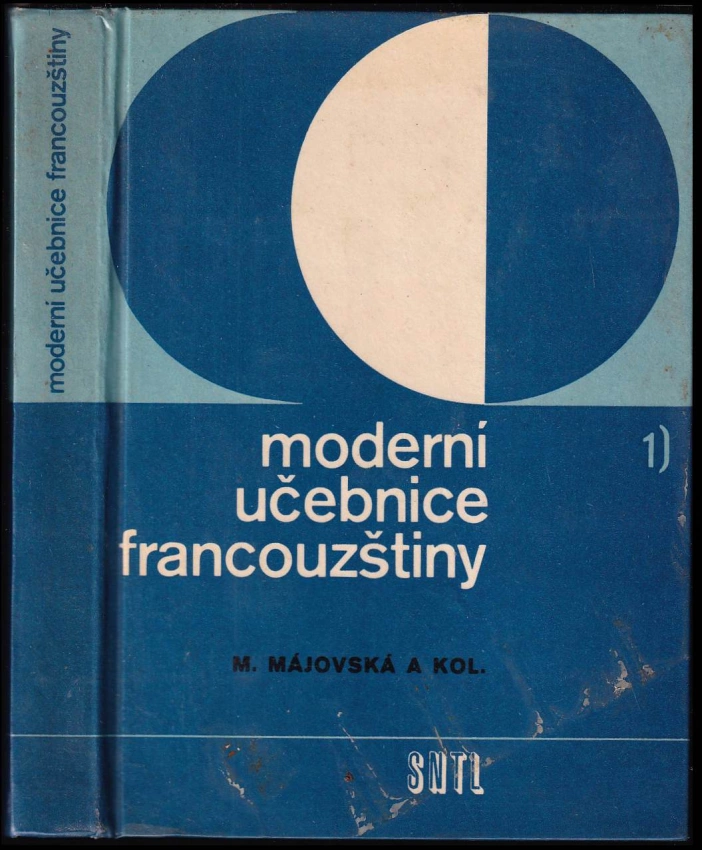 moderní učebnice francouzštiny
moderní
učebnice
francouzštiny
1)
M. MÁJOVSKÁ A KOL.
SNTL